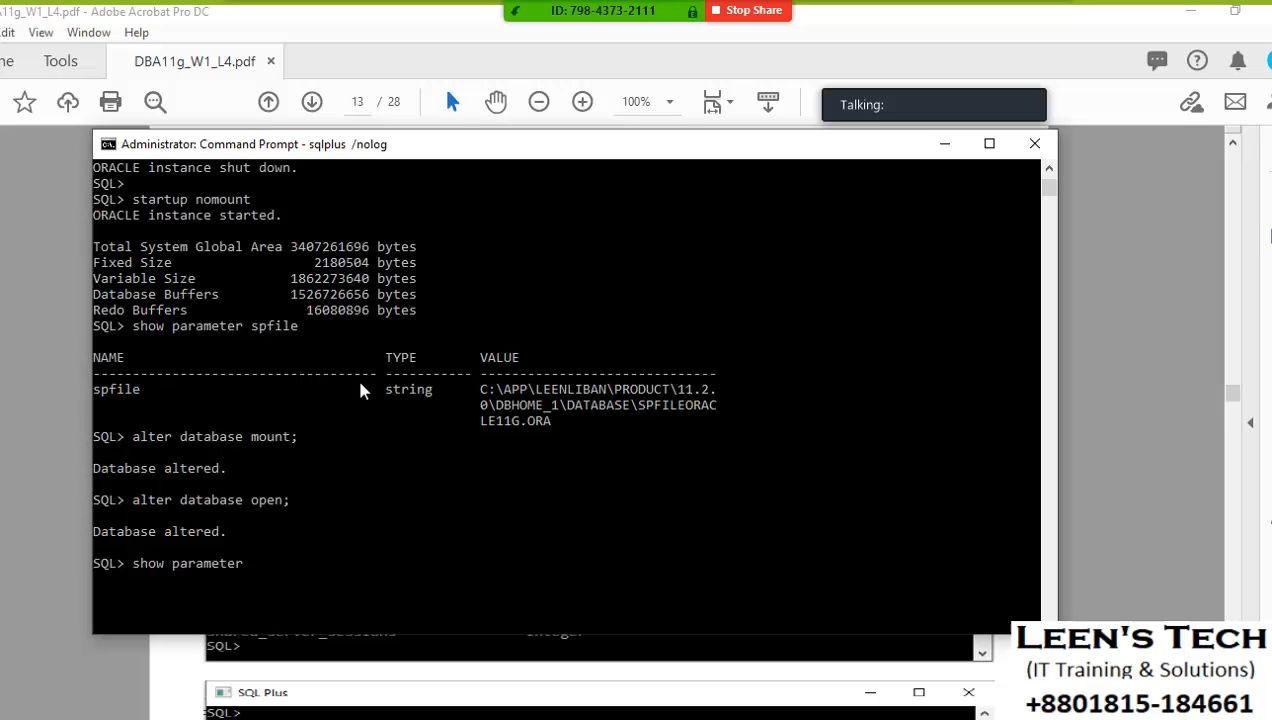 A11g_W1_L4.pdf - Adobe Acrobat Pro DC
ID: 798-4373-2111
Stop Share
dit View Window Help
ne Tools DBA11g_W1_L4.pdf ×
13 / 28 100%
Talking:
Administrator: Command Prompt - sqlplus /nolog
ORACLE instance shut down.
SQL>
SQL> startup nomount
ORACLE instance started.
Total System Global Area 3407261696 bytes
Fixed Size 2180504 bytes
Variable Size 1862273640 bytes
Database Buffers 1526726656 bytes
Redo Buffers 16080896 bytes
SQL> show parameter spfile
NAME TYPE VALUE
------------------------------------ ----------- ------------------------------
spfile string C:\APP\LEENLIBAN\PRODUCT\11.2.
0\DBHOME_1\DATABASE\SPFILEORAC
LE11G.ORA
SQL> alter database mount;
Database altered.
SQL> alter database open;
Database altered.
SQL> show parameter
SQL>
SQL Plus
SQL>
LEEN'S TECH
(IT Training & Solutions)
+8801815-184661